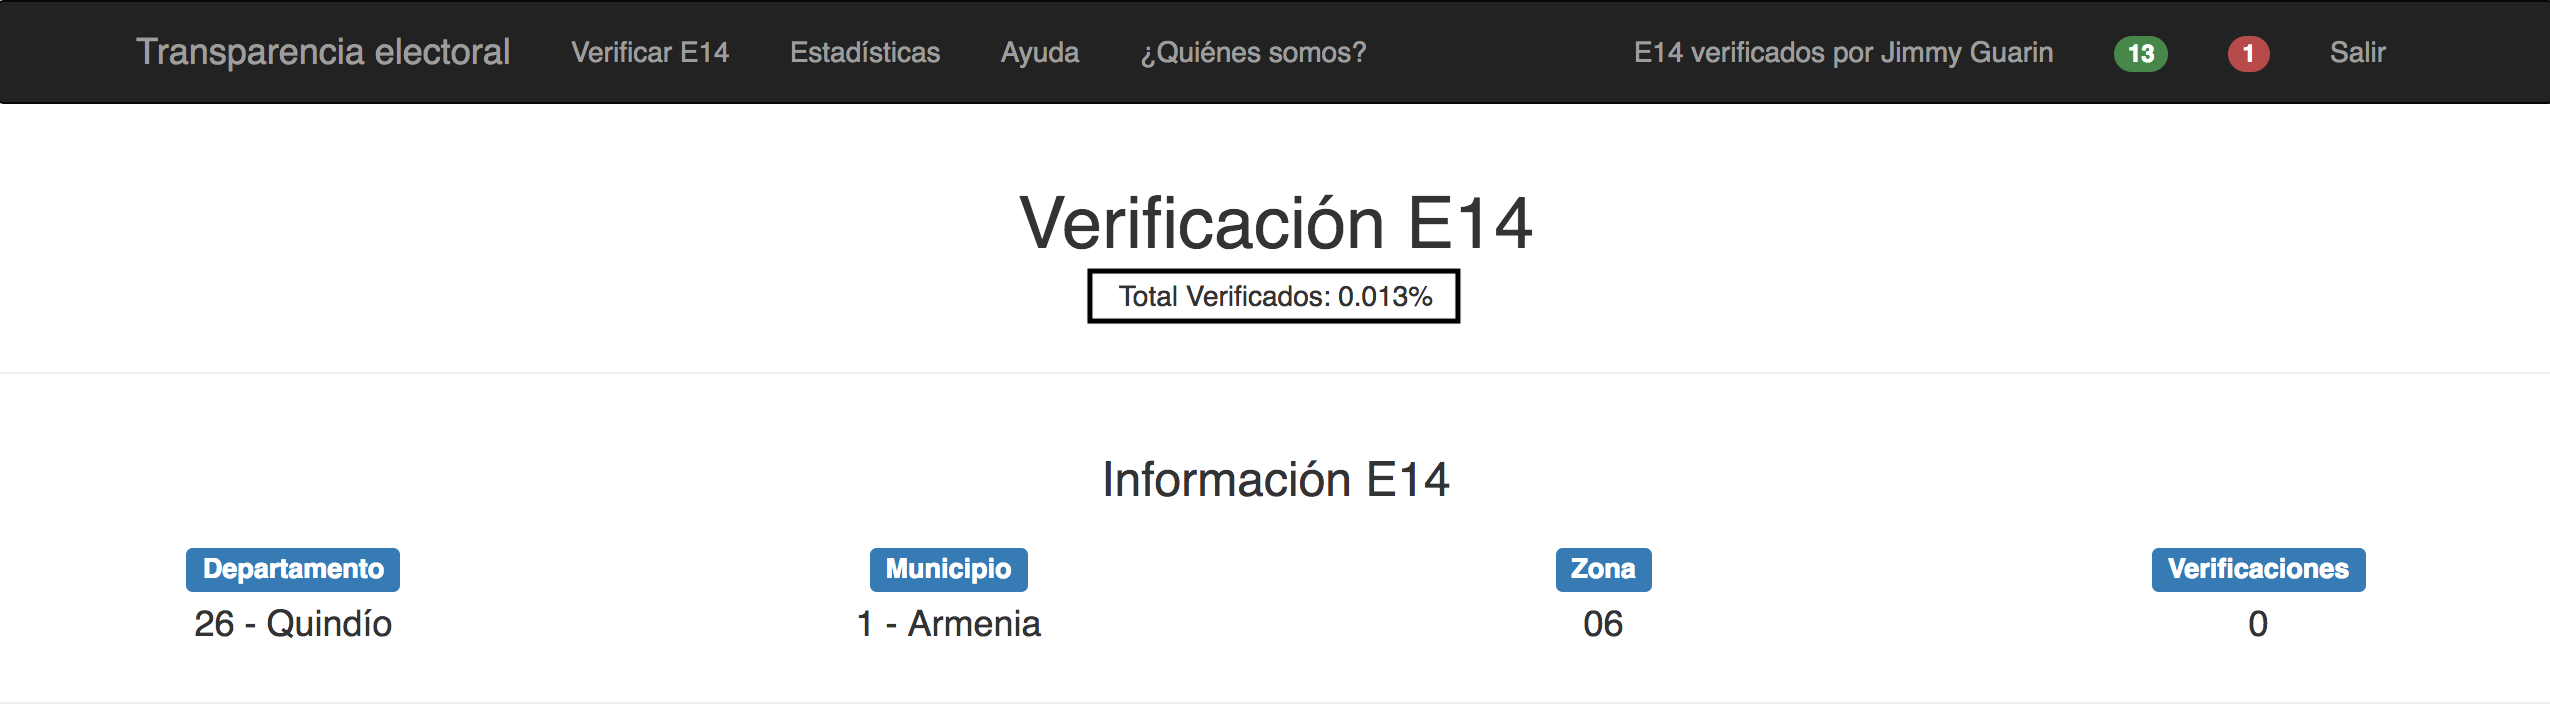 Transparencia electoral Verificar E14 Estadísticas Ayuda ¿Quiénes somos? E14 verificados por Jimmy Guarin 13 1 Salir
Verificación E14
Total Verificados: 0.013%
Información E14
Departamento Municipio Zona Verificaciones
26 - Quindío 1 - Armenia 06 0